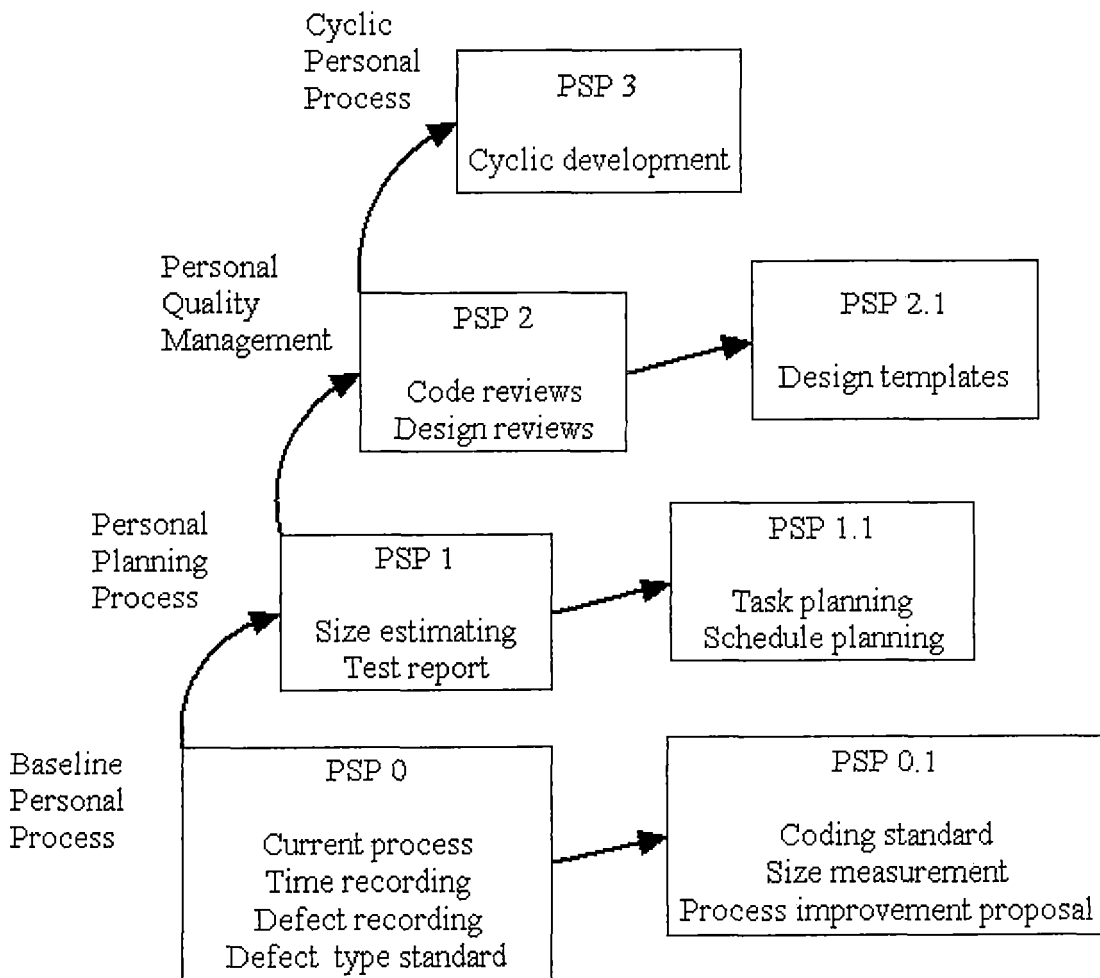 Cyclic
Personal
Process
PSP 3
Cyclic development
Personal
Quality
Management
PSP 2
Code reviews
Design reviews
PSP 2.1
Design templates
Personal
Planning
Process
PSP 1
Size estimating
Test report
PSP 1.1
Task planning
Schedule planning
Baseline
Personal
Process
PSP 0
Current process
Time recording
Defect recording
Defect type standard
PSP 0.1
Coding standard
Size measurement
Process improvement proposal